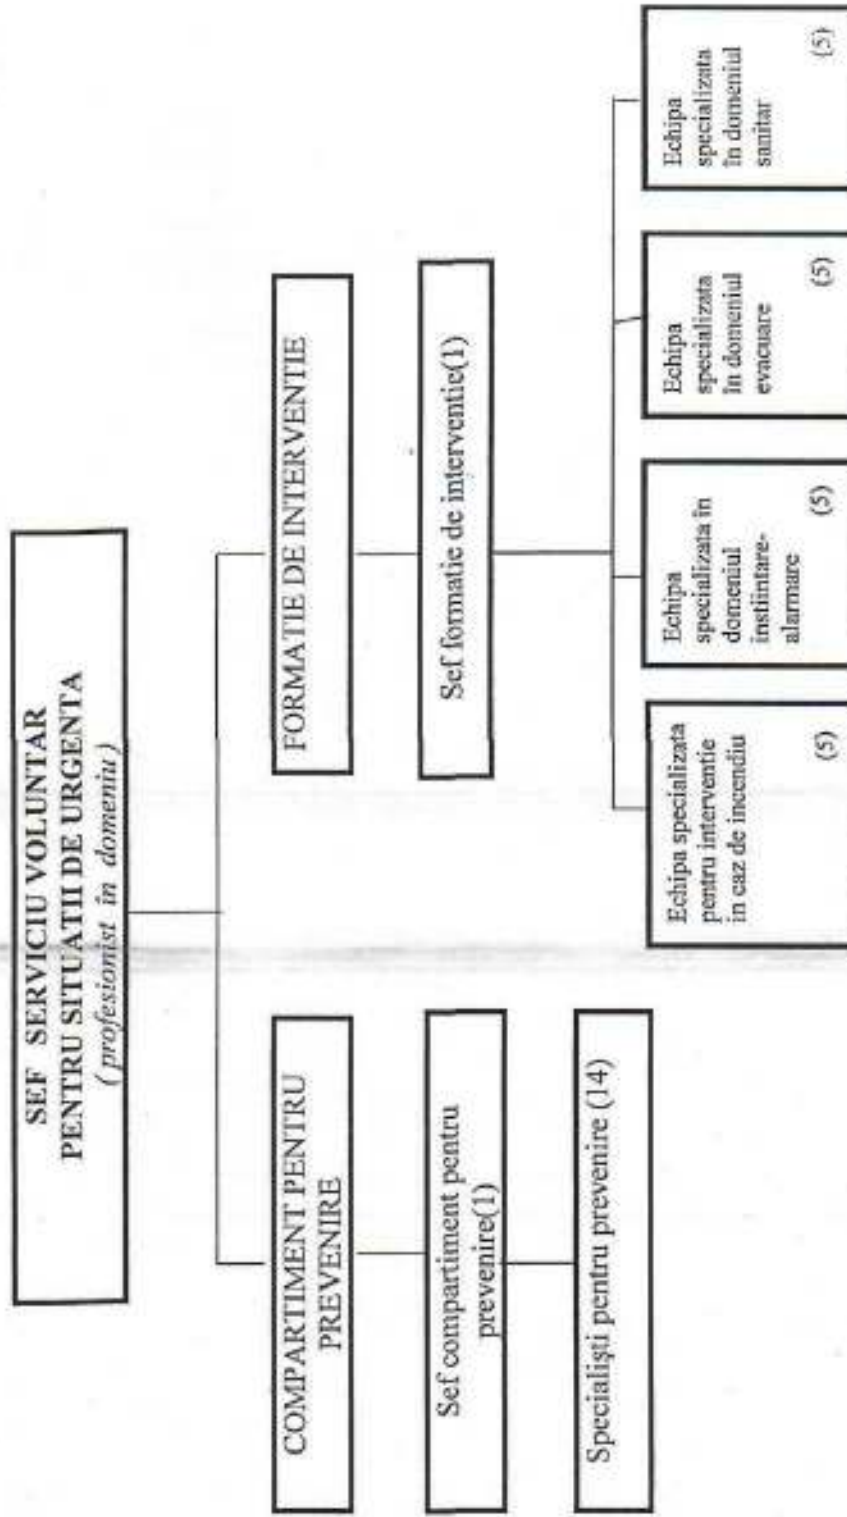 SEF SERVICIU VOLUNTAR
PENTRU SITUATII DE URGENTA
(profesionist in domeniu)
COMPARTIMENT PENTRU
PREVENIRE
Sef compartiment pentru
prevenire(1)
Specialişti pentru prevenire (14)
FORMATIE DE INTERVENTIE
Sef formatie de interventie(1)
Echipa specializata
pentru interventie
in caz de incendiu
(5)
Echipa
specializata în
domeniul
instiintare-
alarmare
(5)
Echipa
specializata
în domeniul
evacuare
(5)
Echipa
specializata
în domeniul
sanitar
(5)